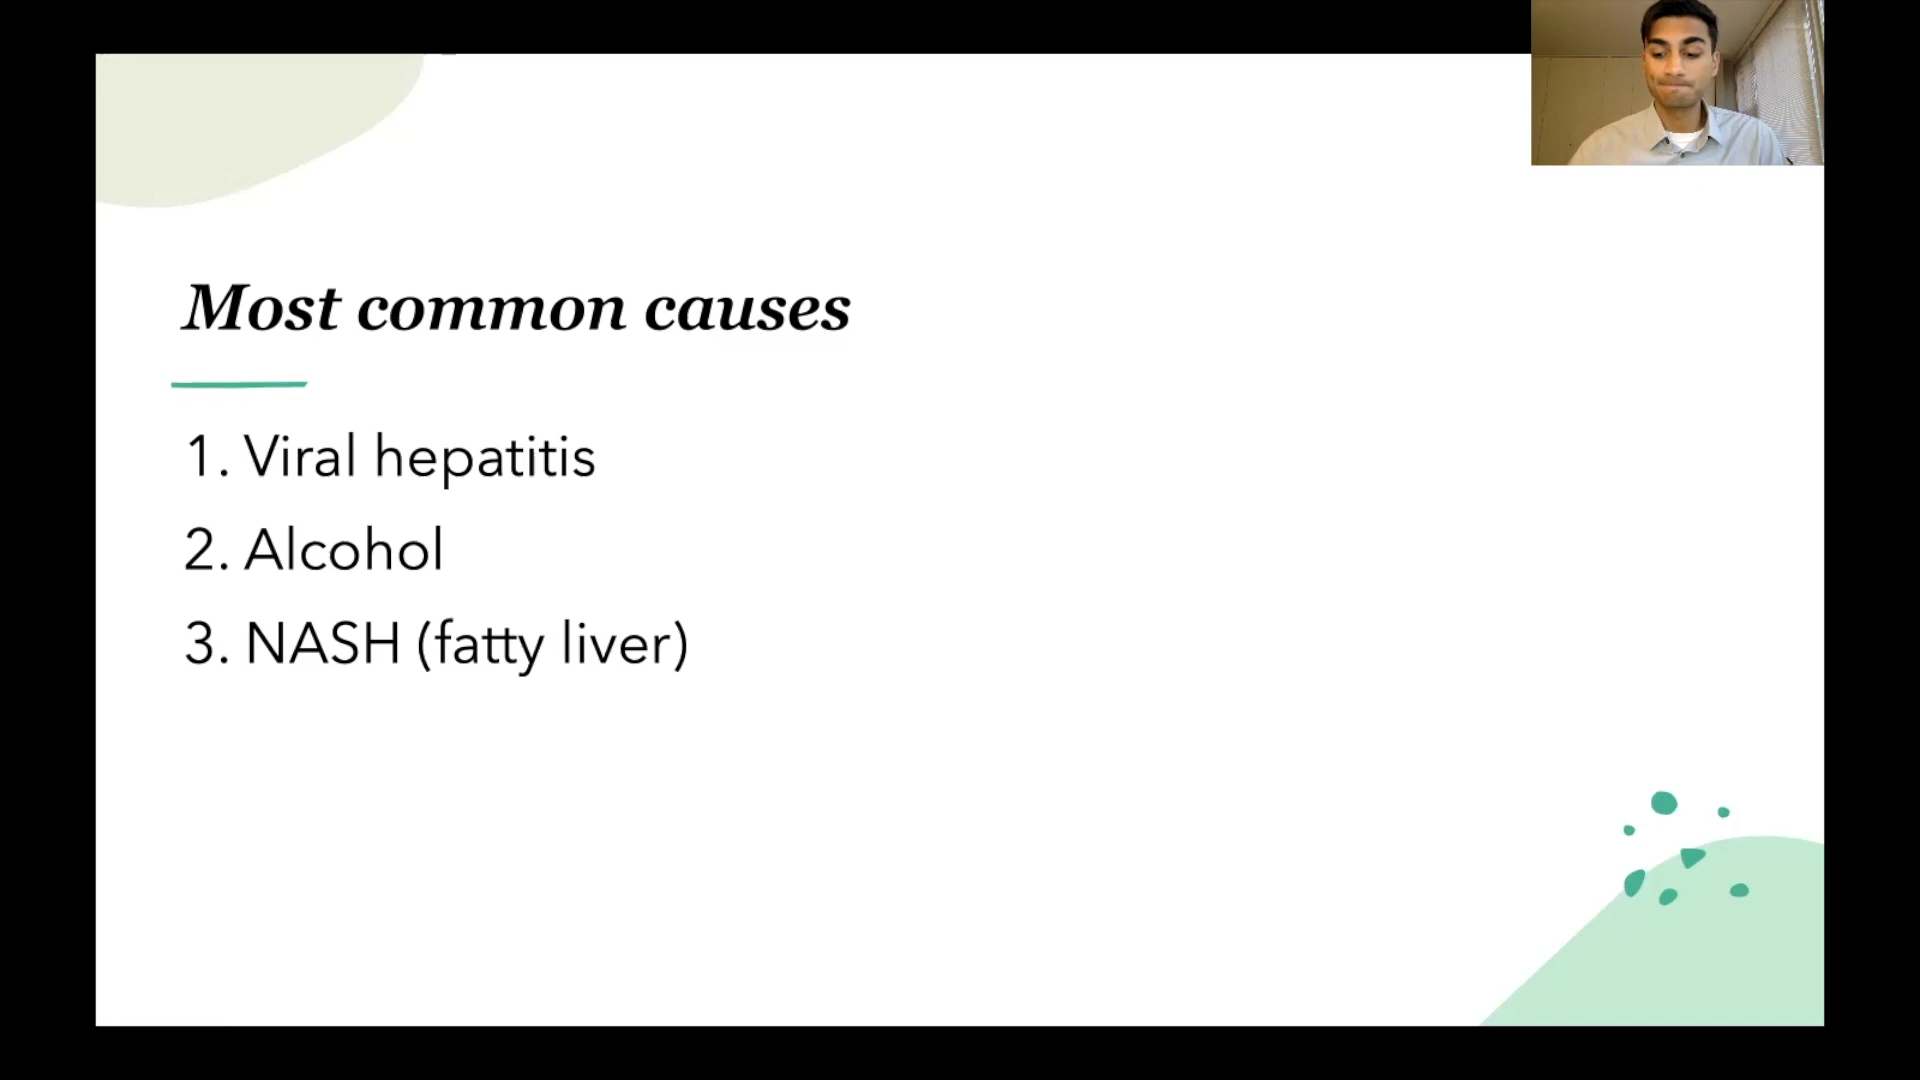 Most common causes
1. Viral hepatitis
2. Alcohol
3. NASH (fatty liver)